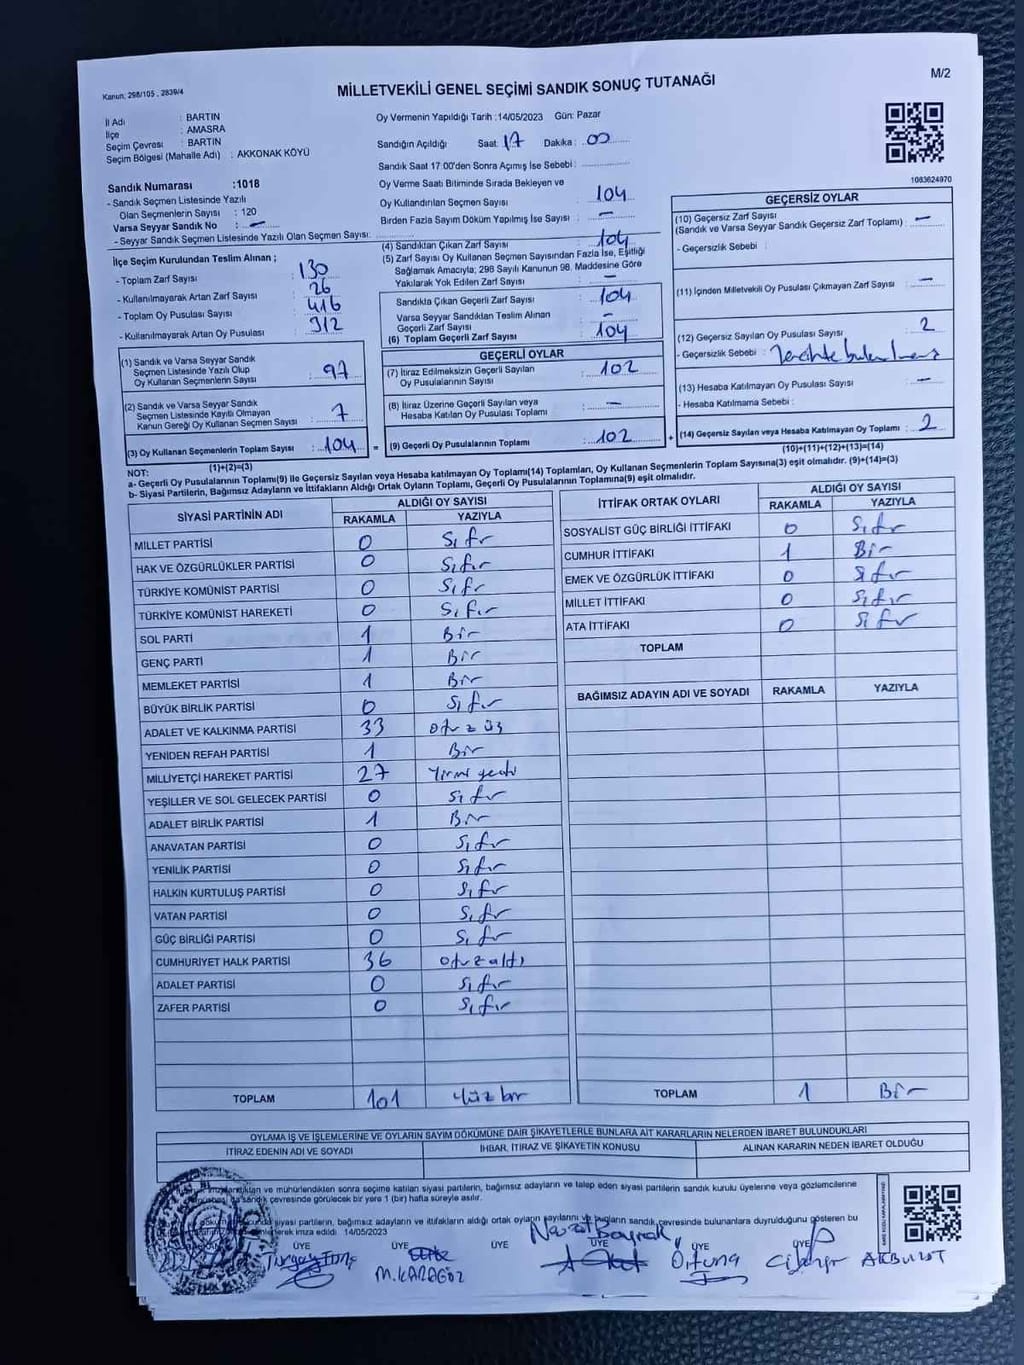 Kanun: 298/105 , 2839/4
MİLLETVEKİLİ GENEL SEÇİMİ SANDIK SONUÇ TUTANAĞI
M/2
İl Adı : BARTIN
İlçe : AMASRA
Seçim Çevresi : BARTIN
Seçim Bölgesi (Mahalle Adı) : AKKONAK KÖYÜ
Sandık Numarası :1018
- Sandık Seçmen Listesinde Yazılı
Olan Seçmenlerin Sayısı : 120
Varsa Seyyar Sandık No : -
- Seyyar Sandık Seçmen Listesinde Yazılı Olan Seçmen Sayısı:
Oy Vermenin Yapıldığı Tarih :14/05/2023 Gün: Pazar
Sandığın Açıldığı Saat: 17 Dakika : 00
Sandık Saat 17:00'den Sonra Açımış İse Sebebi :
Oy Verme Saati Bitiminde Sırada Bekleyen ve
Oy Kullandırılan Seçmen Sayısı : 104
Birden Fazla Sayım Döküm Yapılmış İse Sayısı : -
1083624970
İlçe Seçim Kurulundan Teslim Alınan ;
- Toplam Zarf Sayısı : 130
- Kullanılmayarak Artan Zarf Sayısı : 26
- Toplam Oy Pusulası Sayısı : 416
- Kullanılmayarak Artan Oy Pusulası : 312
(1) Sandık ve Varsa Seyyar Sandık
Seçmen Listesinde Yazılı Olup
Oy Kullanan Seçmenlerin Sayısı : 97
(2) Sandık ve Varsa Seyyar Sandık
Seçmen Listesinde Kayıtlı Olmayan
Kanun Gereği Oy Kullanan Seçmen Sayısı : 7
(3) Oy Kullanan Seçmenlerin Toplam Sayısı : 104
(1)+(2)=(3)
(4) Sandıktan Çıkan Zarf Sayısı : 104
(5) Zarf Sayısı Oy Kullanan Seçmen Sayısından Fazla İse, Eşitliği
Sağlamak Amacıyla; 298 Sayılı Kanunun 98. Maddesine Göre
Yakılarak Yok Edilen Zarf Sayısı : -
Sandıkta Çıkan Geçerli Zarf Sayısı : 104
Varsa Seyyar Sandıktan Teslim Alınan
Geçerli Zarf Sayısı : -
(6) Toplam Geçerli Zarf Sayısı : 104
GEÇERLİ OYLAR
(7) İtiraz Edilmeksizin Geçerli Sayılan
Oy Pusulalarının Sayısı : 102
(8) İtiraz Üzerine Geçerli Sayılan veya
Hesaba Katılan Oy Pusulası Toplamı : -
= (9) Geçerli Oy Pusulalarının Toplamı : 102
GEÇERSİZ OYLAR
(10) Geçersiz Zarf Sayısı
(Sandık ve Varsa Seyyar Sandık Geçersiz Zarf Toplamı) : -
- Geçersizlik Sebebi :
(11) İçinden Milletvekili Oy Pusulası Çıkmayan Zarf Sayısı : -
(12) Geçersiz Sayılan Oy Pusulası Sayısı : 2
- Geçersizlik Sebebi :
(13) Hesaba Katılmayan Oy Pusulası Sayısı : -
- Hesaba Katılmama Sebebi :
+ (14) Geçersiz Sayılan veya Hesaba Katılmayan Oy Toplamı : 2
(10)+(11)+(12)+(13)=(14)
NOT:
a- Geçerli Oy Pusulalarının Toplamı(9) ile Geçersiz Sayılan veya Hesaba katılmayan Oy Toplamı(14) Toplamları, Oy Kullanan Seçmenlerin Toplam Sayısına(3) eşit olmalıdır. (9)+(14)=(3)
b- Siyasi Partilerin, Bağımsız Adayların ve İttifakların Aldığı Ortak Oyların Toplamı, Geçerli Oy Pusulalarının Toplamına(9) eşit olmalıdır.
SİYASİ PARTİNİN ADI ALDIĞI OY SAYISI
RAKAMLA YAZIYLA
MİLLET PARTİSİ 0 Sıfır
HAK VE ÖZGÜRLÜKLER PARTİSİ 0 Sıfır
TÜRKİYE KOMÜNİST PARTİSİ 0 Sıfır
TÜRKİYE KOMÜNİST HAREKETİ 0 Sıfır
SOL PARTİ 1 Bir
GENÇ PARTİ 1 Bir
MEMLEKET PARTİSİ 1 Bir
BÜYÜK BİRLİK PARTİSİ 0 Sıfır
ADALET VE KALKINMA PARTİSİ 33 otuz üç
YENİDEN REFAH PARTİSİ 1 Bir
MİLLİYETÇİ HAREKET PARTİSİ 27 Yirmi yedi
YEŞİLLER VE SOL GELECEK PARTİSİ 0 Sıfır
ADALET BİRLİK PARTİSİ 1 Bir
ANAVATAN PARTİSİ 0 Sıfır
YENİLİK PARTİSİ 0 Sıfır
HALKIN KURTULUŞ PARTİSİ 0 Sıfır
VATAN PARTİSİ 0 Sıfır
GÜÇ BİRLİĞİ PARTİSİ 0 Sıfır
CUMHURİYET HALK PARTİSİ 36 otuzaltı
ADALET PARTİSİ 0 Sıfır
ZAFER PARTİSİ 0 Sıfır
TOPLAM 101 Yüz bir
İTTİFAK ORTAK OYLARI ALDIĞI OY SAYISI
RAKAMLA YAZIYLA
SOSYALİST GÜÇ BİRLİĞİ İTTİFAKI 0 Sıfır
CUMHUR İTTİFAKI 1 Bir
EMEK VE ÖZGÜRLÜK İTTİFAKI 0 Sıfır
MİLLET İTTİFAKI 0 Sıfır
ATA İTTİFAKI 0 Sıfır
TOPLAM
BAĞIMSIZ ADAYIN ADI VE SOYADI RAKAMLA YAZIYLA
TOPLAM 1 Bir
OYLAMA İŞ VE İŞLEMLERİNE VE OYLARIN SAYIM DÖKÜMÜNE DAİR ŞİKAYETLERLE BUNLARA AİT KARARLARIN NELERDEN İBARET BULUNDUKLARI
İTİRAZ EDENİN ADI VE SOYADI İHBAR, İTİRAZ VE ŞİKAYETİN KONUSU ALINAN KARARIN NEDEN İBARET OLDUĞU
ve mühürlendikten sonra seçime katılan siyasi partilerin, bağımsız adayların ve talep eden siyasi partilerin sandık kurulu üyelerine veya gözlemcilerine
sandık çevresinde görülecek bir yere 1 (bir) hafta süreyle asılır.
siyasi partilerin, bağımsız adayların ve ittifakların aldığı ortak oyların sayılarını ve bunların sandık çevresinde bulunanlara duyurulduğunu gösteren bu
imza edildi 14/05/2023
ÜYE ÜYE ÜYE ÜYE ÜYE ÜYE
M.KARAGÖZ
AKBULUT